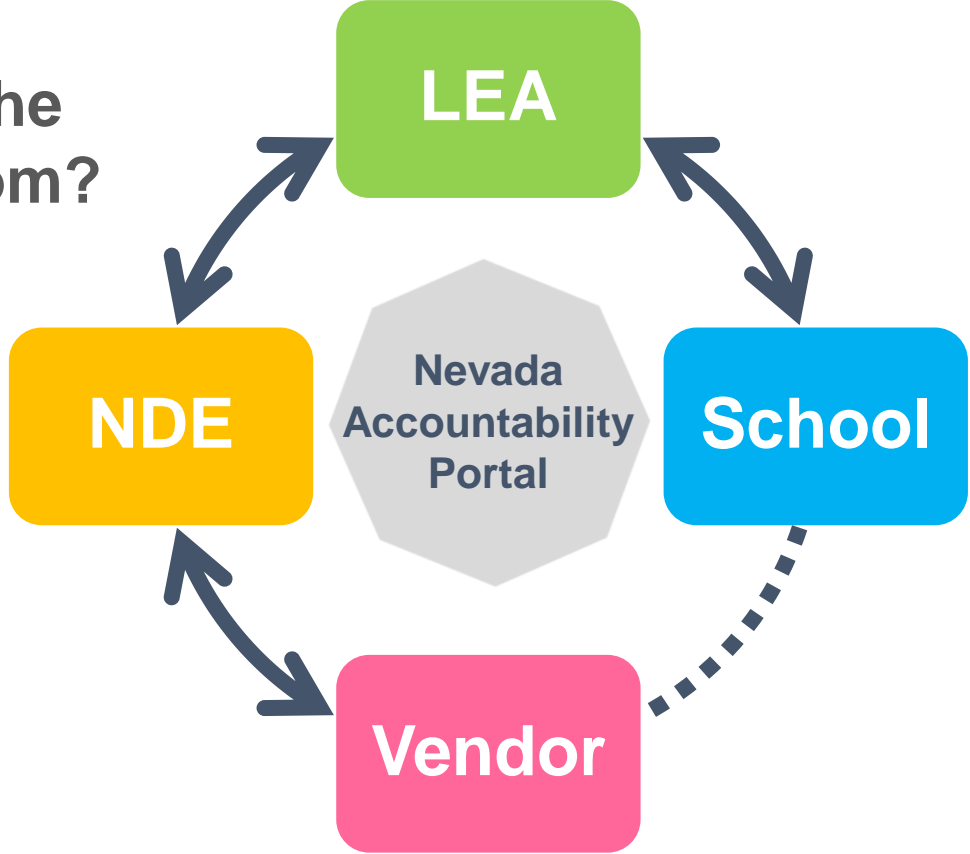 he
om?
LEA
NDE
Nevada
Accountability
Portal
School
Vendor